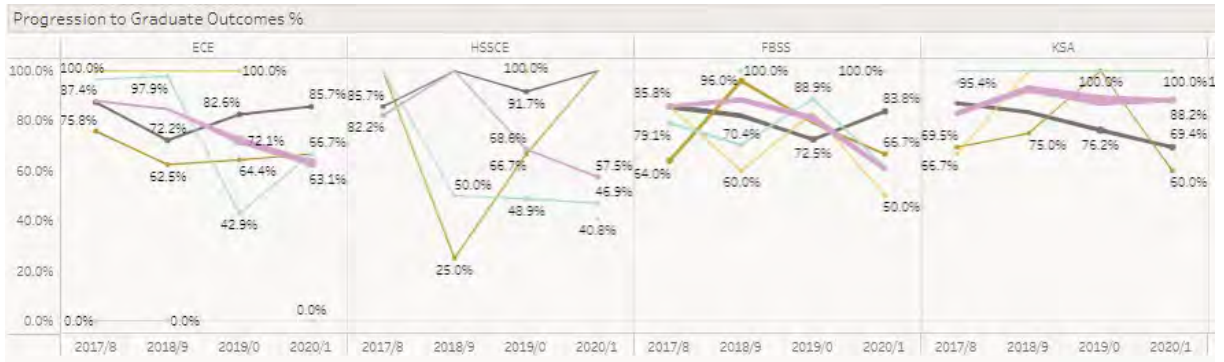 Progression to Graduate Outcomes %
ECE HSSCE FBSS KSA
100.0% 100.0% 100.0% 100.0% 100.0% 100.0%
97.9% 85.7% 96.0% 95.4% 100.0% 100.0%1
87.4% 82.6% 85.7% 91.7% 85.8% 88.9% 83.8%
80.0% 75.8% 72.2% 72.1% 82.2% 79.1% 88.2%
66.7% 68.6% 70.4% 72.5% 66.7% 69.5% 76.2% 69.4%
60.0% 62.5% 64.4% 63.1% 66.7% 57.5% 64.0% 60.0% 66.7% 75.0% 60.0%
50.0% 46.9% 50.0%
40.0% 42.9% 48.9% 40.8%
20.0% 25.0%
0.0% 0.0% 0.0% 0.0%
2017/8 2018/9 2019/0 2020/1 2017/8 2018/9 2019/0 2020/1 2017/8 2018/9 2019/0 2020/1 2017/8 2018/9 2019/0 2020/1